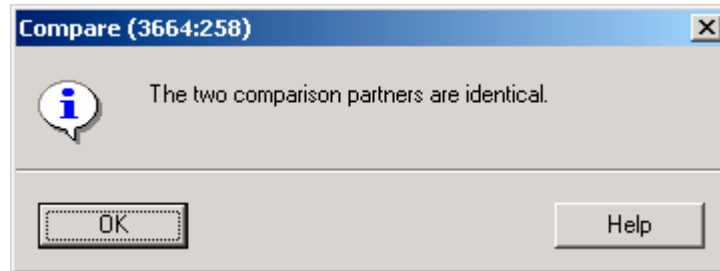 Compare (3664:258)
The two comparison partners are identical.
OK
Help